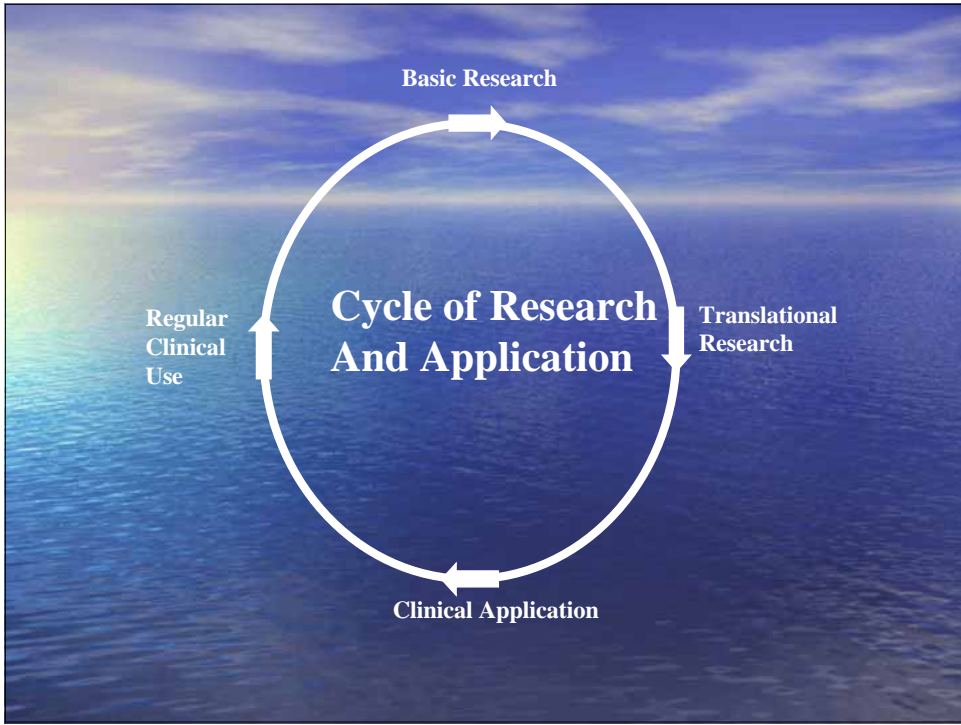 Basic Research
Cycle of Research
And Application
Translational
Research
Clinical Application
Regular
Clinical
Use